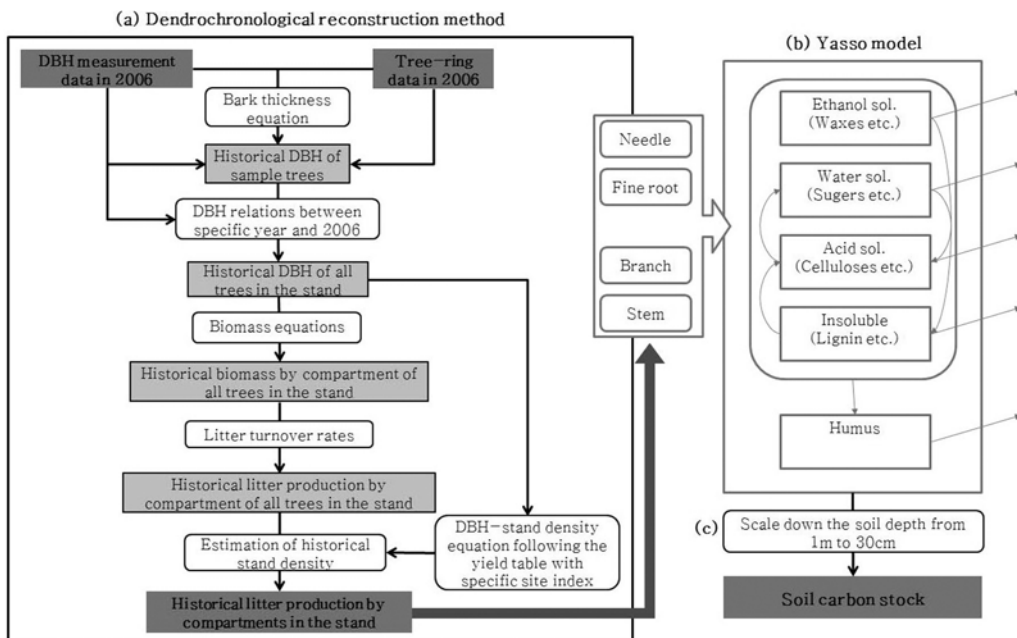 (a) Dendrochronological reconstruction method
DBH measurement
data in 2006
Tree-ring
data in 2006
Bark thickness
equation
Historical DBH of
sample trees
DBH relations between
specific year and 2006
Historical DBH of all
trees in the stand
Biomass equations
Historical biomass by compartment of
all trees in the stand
Litter turnover rates
Historical litter production by
compartment of all trees in the stand
Estimation of historical
stand density
DBH-stand density
equation following the
yield table with
specific site index
Historical litter production by
compartments in the stand
Needle
Fine root
Branch
Stem
(b) Yasso model
Ethanol sol.
(Waxes etc.)
Water sol.
(Sugers etc.)
Acid sol.
(Celluloses etc.)
Insoluble
(Lignin etc.)
Humus
(c)
Scale down the soil depth from
1m to 30cm
Soil carbon stock